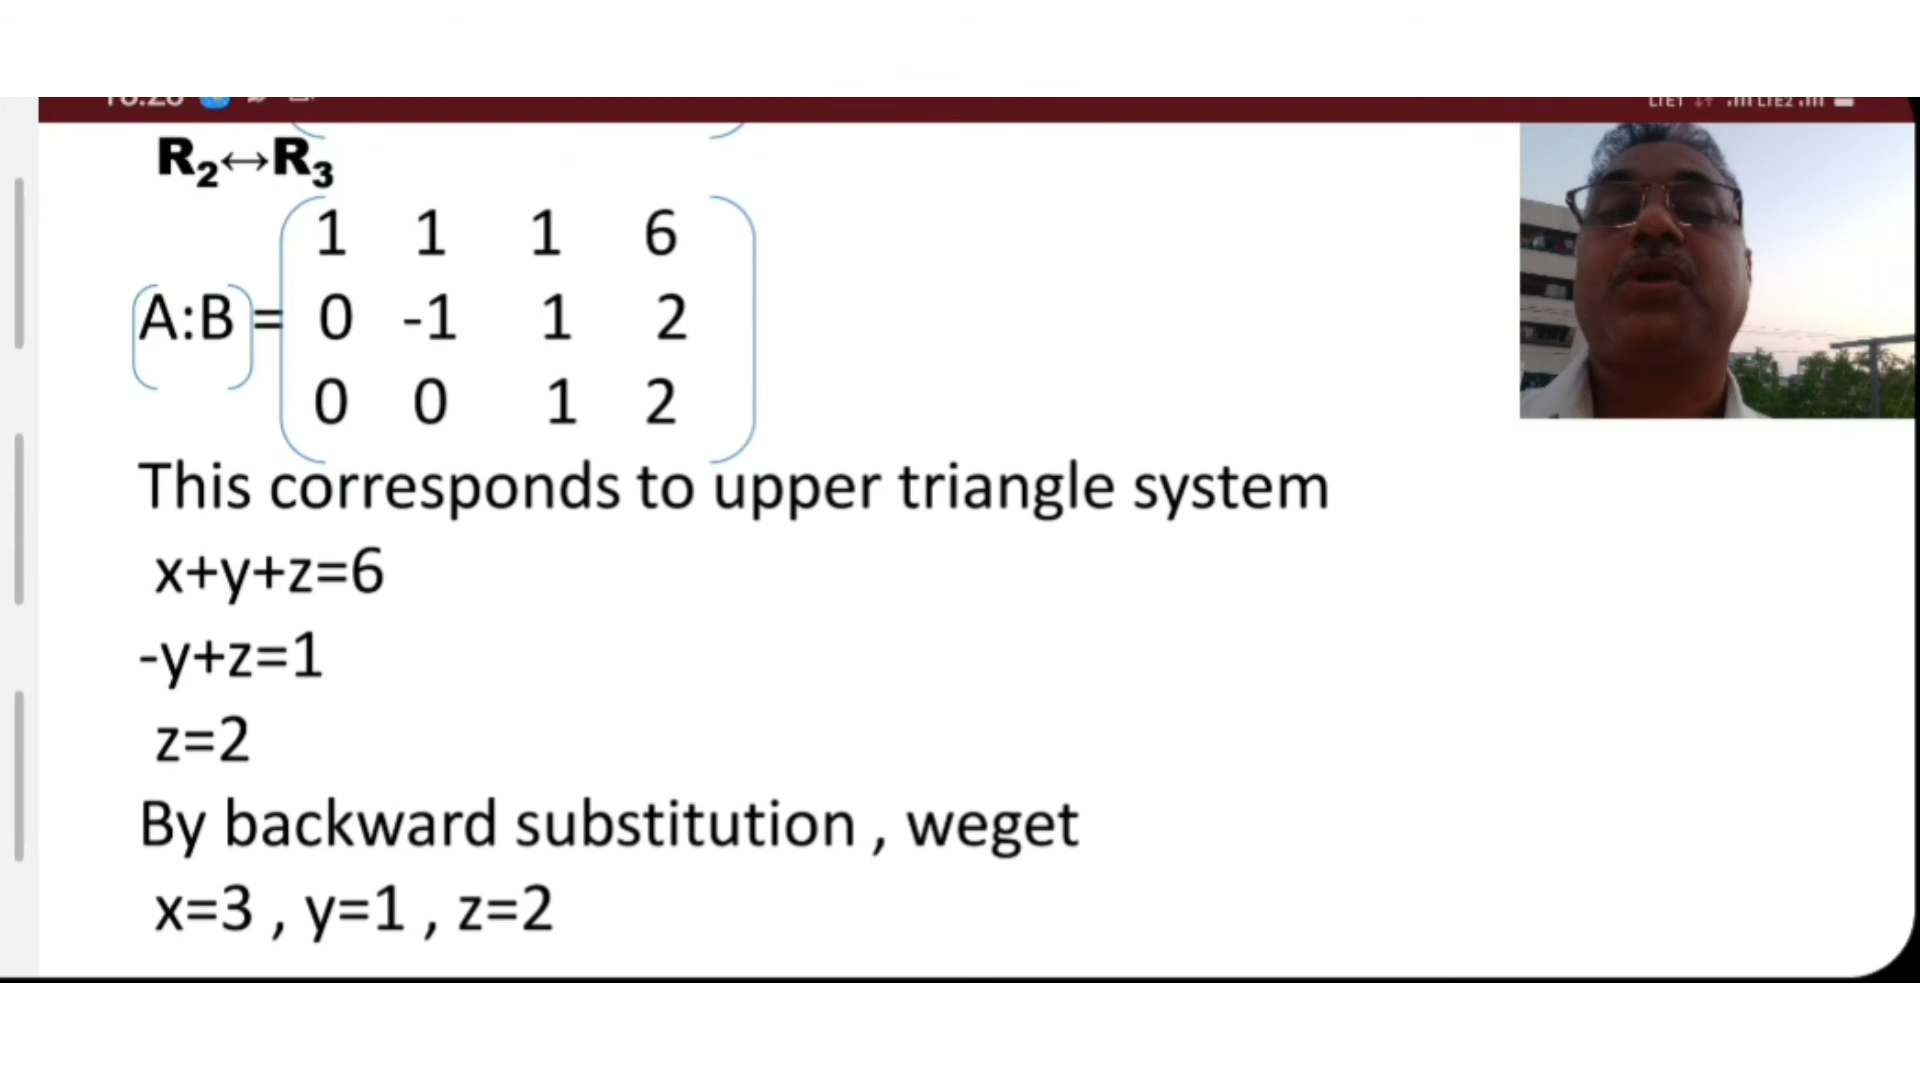 R2↔R3
1 1 1 6
A:B = 0 -1 1 2
0 0 1 2
This corresponds to upper triangle system
x+y+z=6
-y+z=1
z=2
By backward substitution , weget
x=3 , y=1 , z=2